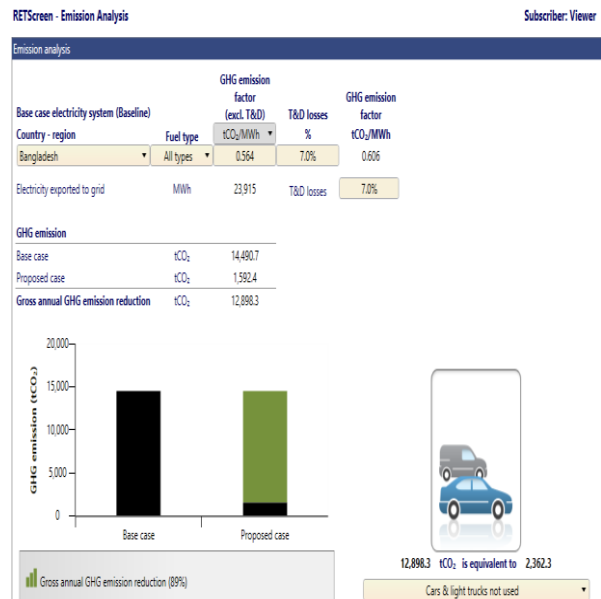 RETScreen - Emission Analysis Subscriber: Viewer
Emission analysis
GHG emission
factor GHG emission
Base case electricity system (Baseline) (excl. T&D) T&D losses factor
Country - region Fuel type tCO₂/MWh % tCO₂/MWh
Bangladesh All types 0.564 7.0% 0.606
Electricity exported to grid MWh 23,915 T&D losses 7.0%
GHG emission
Base case tCO₂ 14,490.7
Proposed case tCO₂ 1,592.4
Gross annual GHG emission reduction tCO₂ 12,898.3
20,000
15,000
10,000
5,000
0
GHG emission (tCO₂)
Base case Proposed case
12,898.3 tCO₂ is equivalent to 2,362.3
Gross annual GHG emission reduction (89%)
Cars & light trucks not used